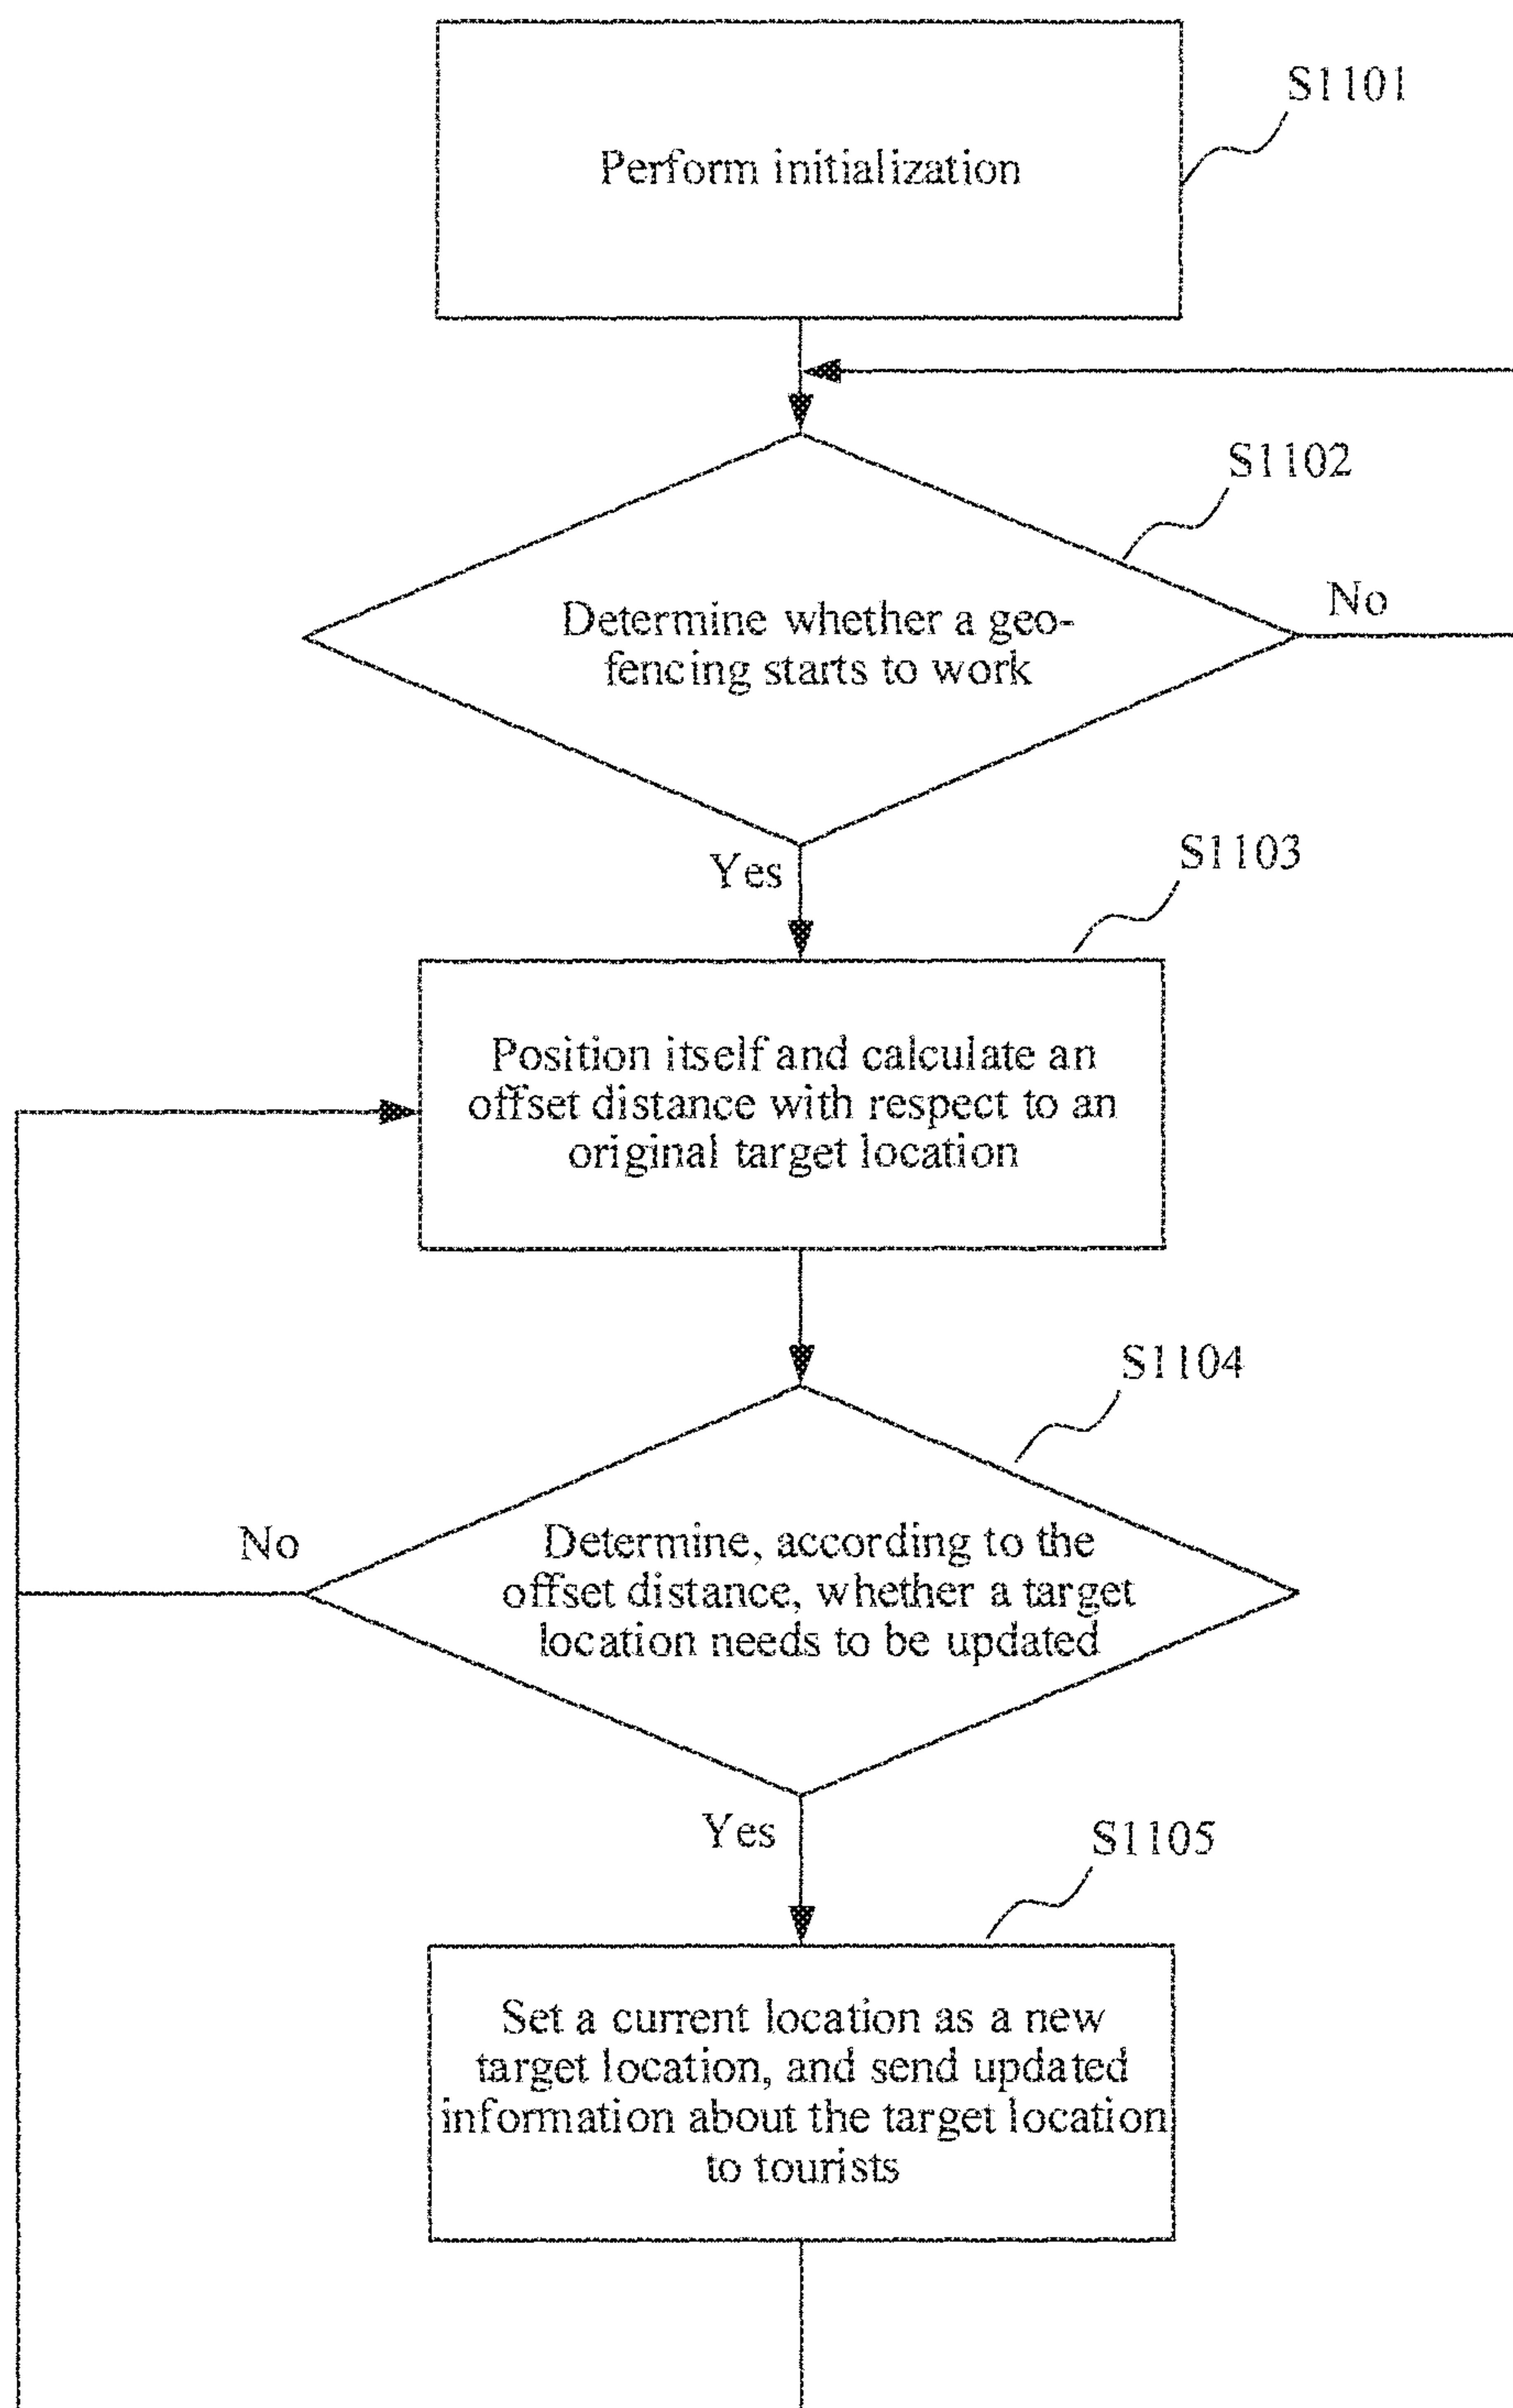 S1101
Perform initialization
S1102
No
Determine whether a geo-
fencing starts to work
Yes
S1103
Position itself and calculate an
offset distance with respect to an
original target location
S1104
No
Determine, according to the
offset distance, whether a target
location needs to be updated
Yes
S1105
Set a current location as a new
target location, and send updated
information about the target location
to tourists